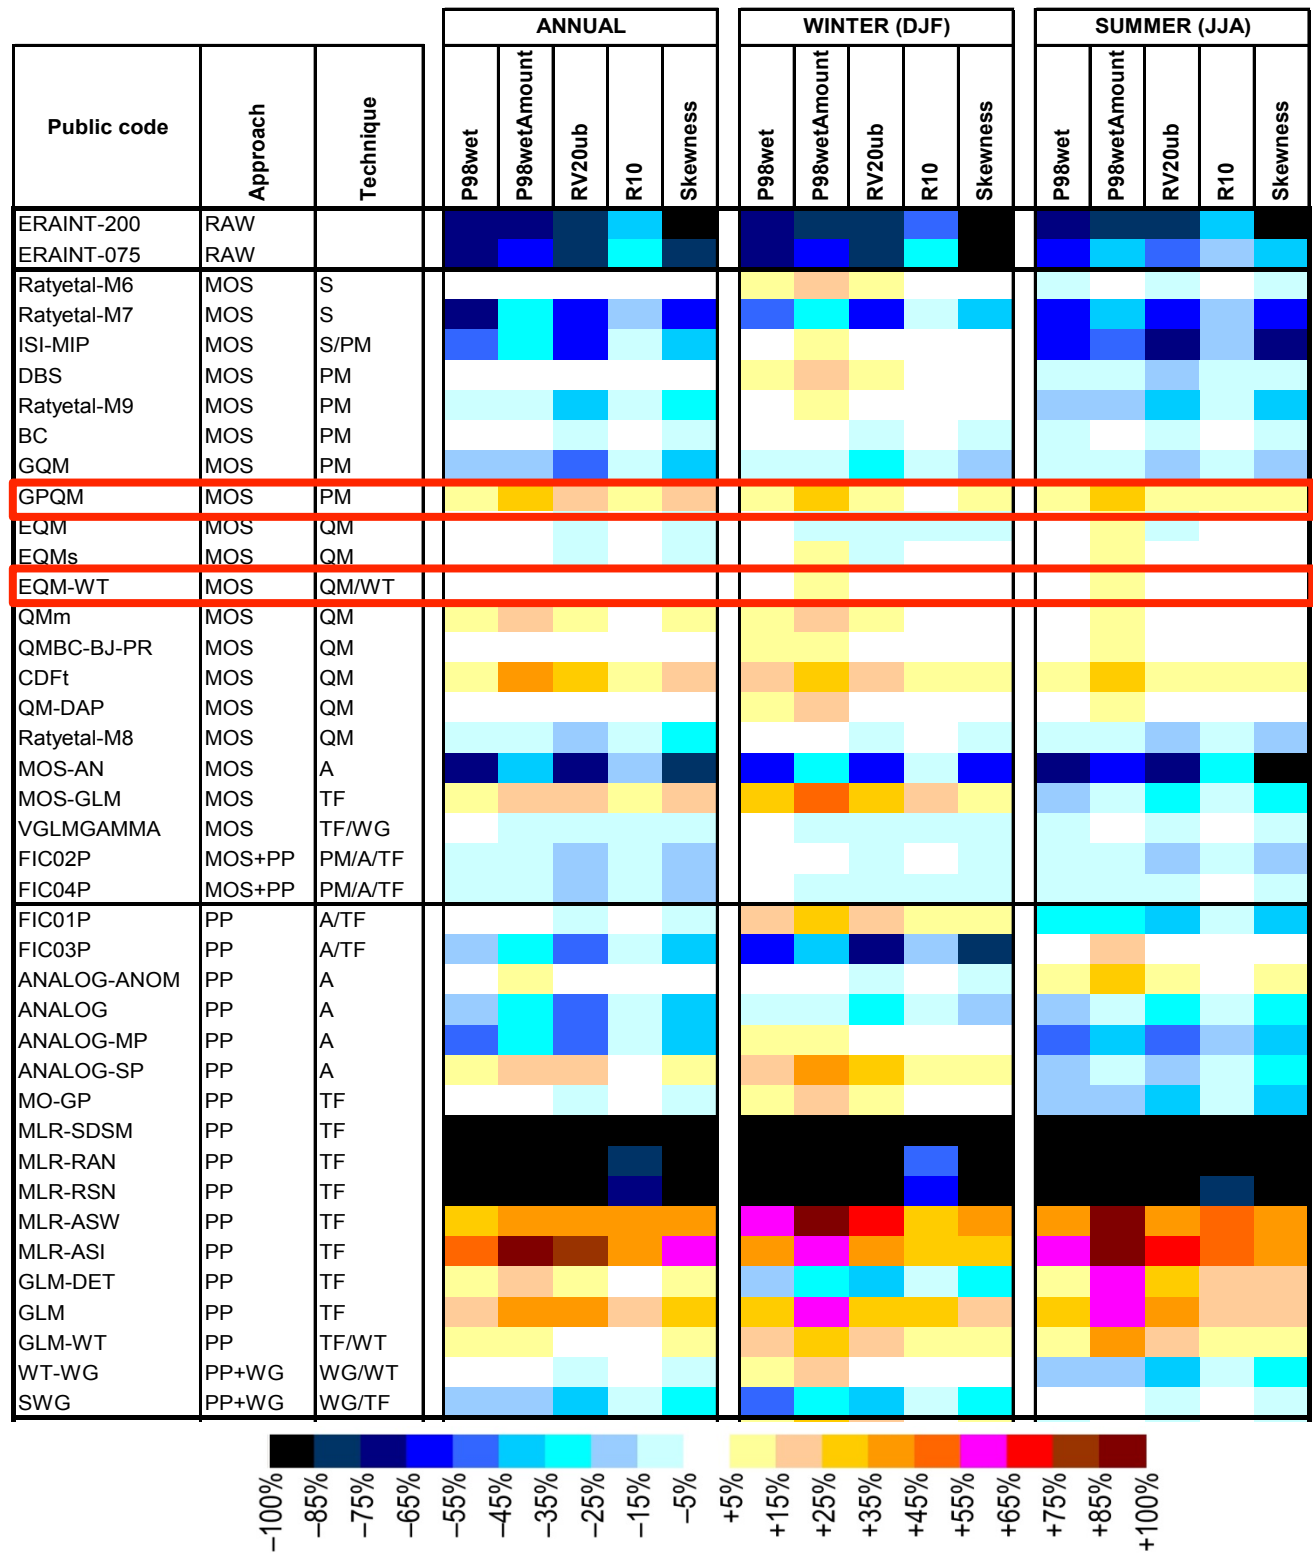 ANNUAL WINTER (DJF) SUMMER (JJA)
Public code Approach Technique P98wet P98wetAmount RV20ub R10 Skewness P98wet P98wetAmount RV20ub R10 Skewness P98wet P98wetAmount RV20ub R10 Skewness
ERAINT-200 RAW
ERAINT-075 RAW
Ratyetal-M6 MOS S
Ratyetal-M7 MOS S
ISI-MIP MOS S/PM
DBS MOS PM
Ratyetal-M9 MOS PM
BC MOS PM
GQM MOS PM
GPQM MOS PM
EQM MOS QM
EQMs MOS QM
EQM-WT MOS QM/WT
QMm MOS QM
QMBC-BJ-PR MOS QM
CDFt MOS QM
QM-DAP MOS QM
Ratyetal-M8 MOS QM
MOS-AN MOS A
MOS-GLM MOS TF
VGLMGAMMA MOS TF/WG
FIC02P MOS+PP PM/A/TF
FIC04P MOS+PP PM/A/TF
FIC01P PP A/TF
FIC03P PP A/TF
ANALOG-ANOM PP A
ANALOG PP A
ANALOG-MP PP A
ANALOG-SP PP A
MO-GP PP TF
MLR-SDSM PP TF
MLR-RAN PP TF
MLR-RSN PP TF
MLR-ASW PP TF
MLR-ASI PP TF
GLM-DET PP TF
GLM PP TF
GLM-WT PP TF/WT
WT-WG PP+WG WG/WT
SWG PP+WG WG/TF
−100% −85% −75% −65% −55% −45% −35% −25% −15% −5% +5% +15% +25% +35% +45% +55% +65% +75% +85% +100%